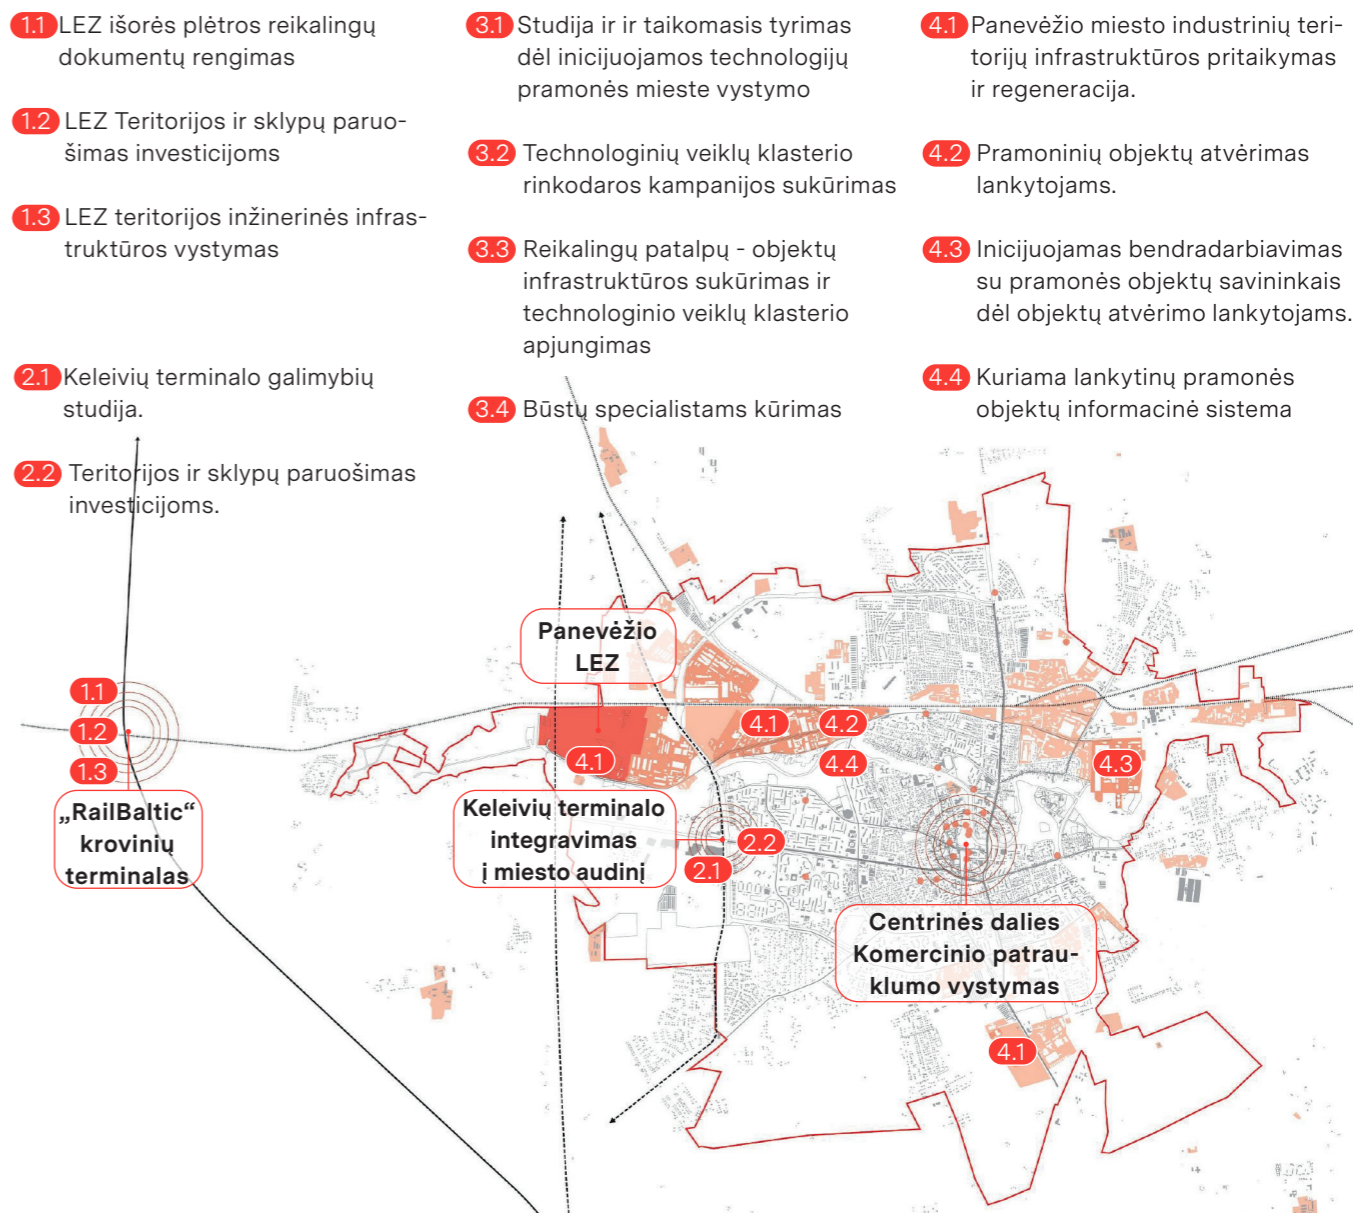 1.1 LEZ išorės plėtros reikalingų
dokumentų rengimas
1.2 LEZ Teritorijos ir sklypų paruo-
šimas investicijoms
1.3 LEZ teritorijos inžinerinės infras-
truktūros vystymas
2.1 Keleivių terminalo galimybių
studija.
2.2 Teritorijos ir sklypų paruošimas
investicijoms.
3.1 Studija ir ir taikomasis tyrimas
dėl inicijuojamos technologijų
pramonės mieste vystymo
3.2 Technologinių veiklų klasterio
rinkodaros kampanijos sukūrimas
3.3 Reikalingų patalpų - objektų
infrastruktūros sukūrimas ir
technologinio veiklų klasterio
apjungimas
3.4 Būstų specialistams kūrimas
4.1 Panevėžio miesto industrinių teri-
torijų infrastruktūros pritaikymas
ir regeneracija.
4.2 Pramoninių objektų atvėrimas
lankytojams.
4.3 Inicijuojamas bendradarbiavimas
su pramonės objektų savininkais
dėl objektų atvėrimo lankytojams.
4.4 Kuriama lankytinų pramonės
objektų informacinė sistema
Panevėžio
LEZ
1.1
1.2
1.3
„RailBaltic“
krovinių
terminalas
4.1
4.1
4.2
4.4
4.3
Keleivių terminalo
integravimas
į miesto audinį
2.2
2.1
Centrinės dalies
Komercinio patrau-
klumo vystymas
4.1